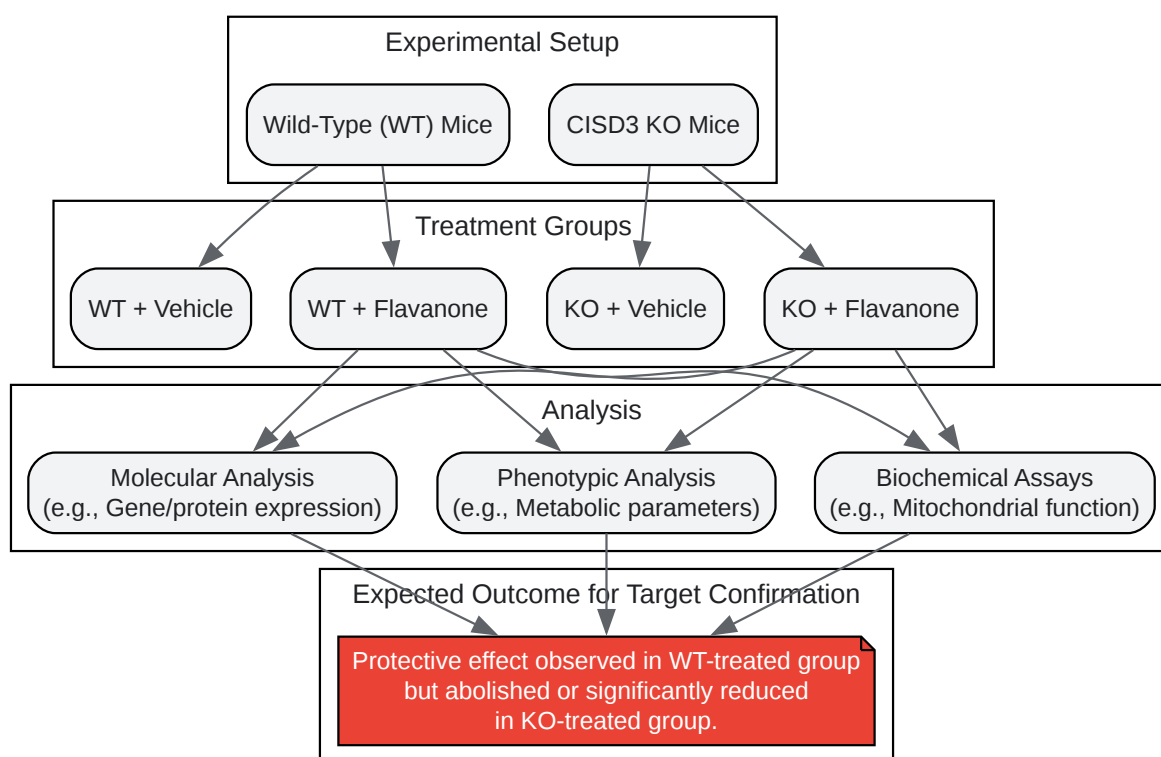 Experimental Setup
Wild-Type (WT) Mice
CISD3 KO Mice
Treatment Groups
WT + Vehicle
WT + Flavanone
KO + Vehicle
KO + Flavanone
Analysis
Molecular Analysis
(e.g., Gene/protein expression)
Phenotypic Analysis
(e.g., Metabolic parameters)
Biochemical Assays
(e.g., Mitochondrial function)
Expected Outcome for Target Confirmation
Protective effect observed in WT-treated group
but abolished or significantly reduced
in KO-treated group.